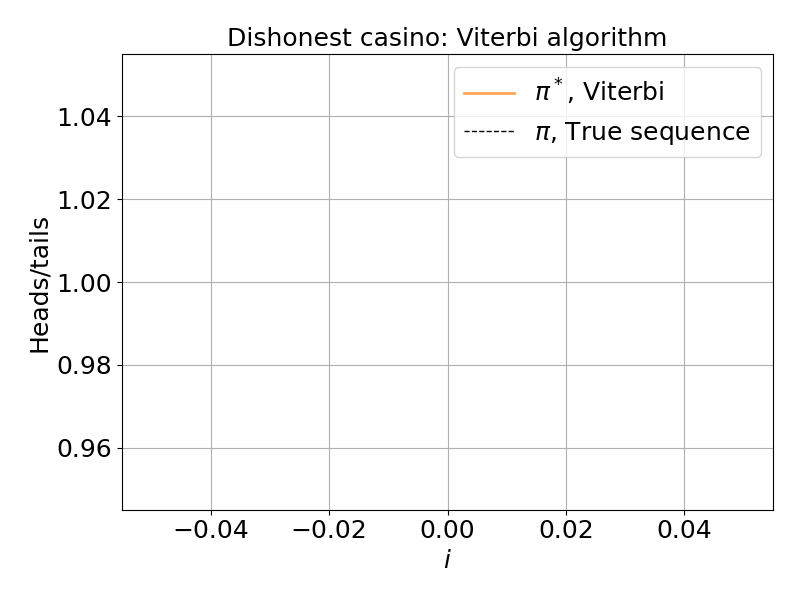 Dishonest casino: Viterbi algorithm
π*, Viterbi
π, True sequence
Heads/tails
1.04
1.02
1.00
0.98
0.96
−0.04
−0.02
0.00
0.02
0.04
i